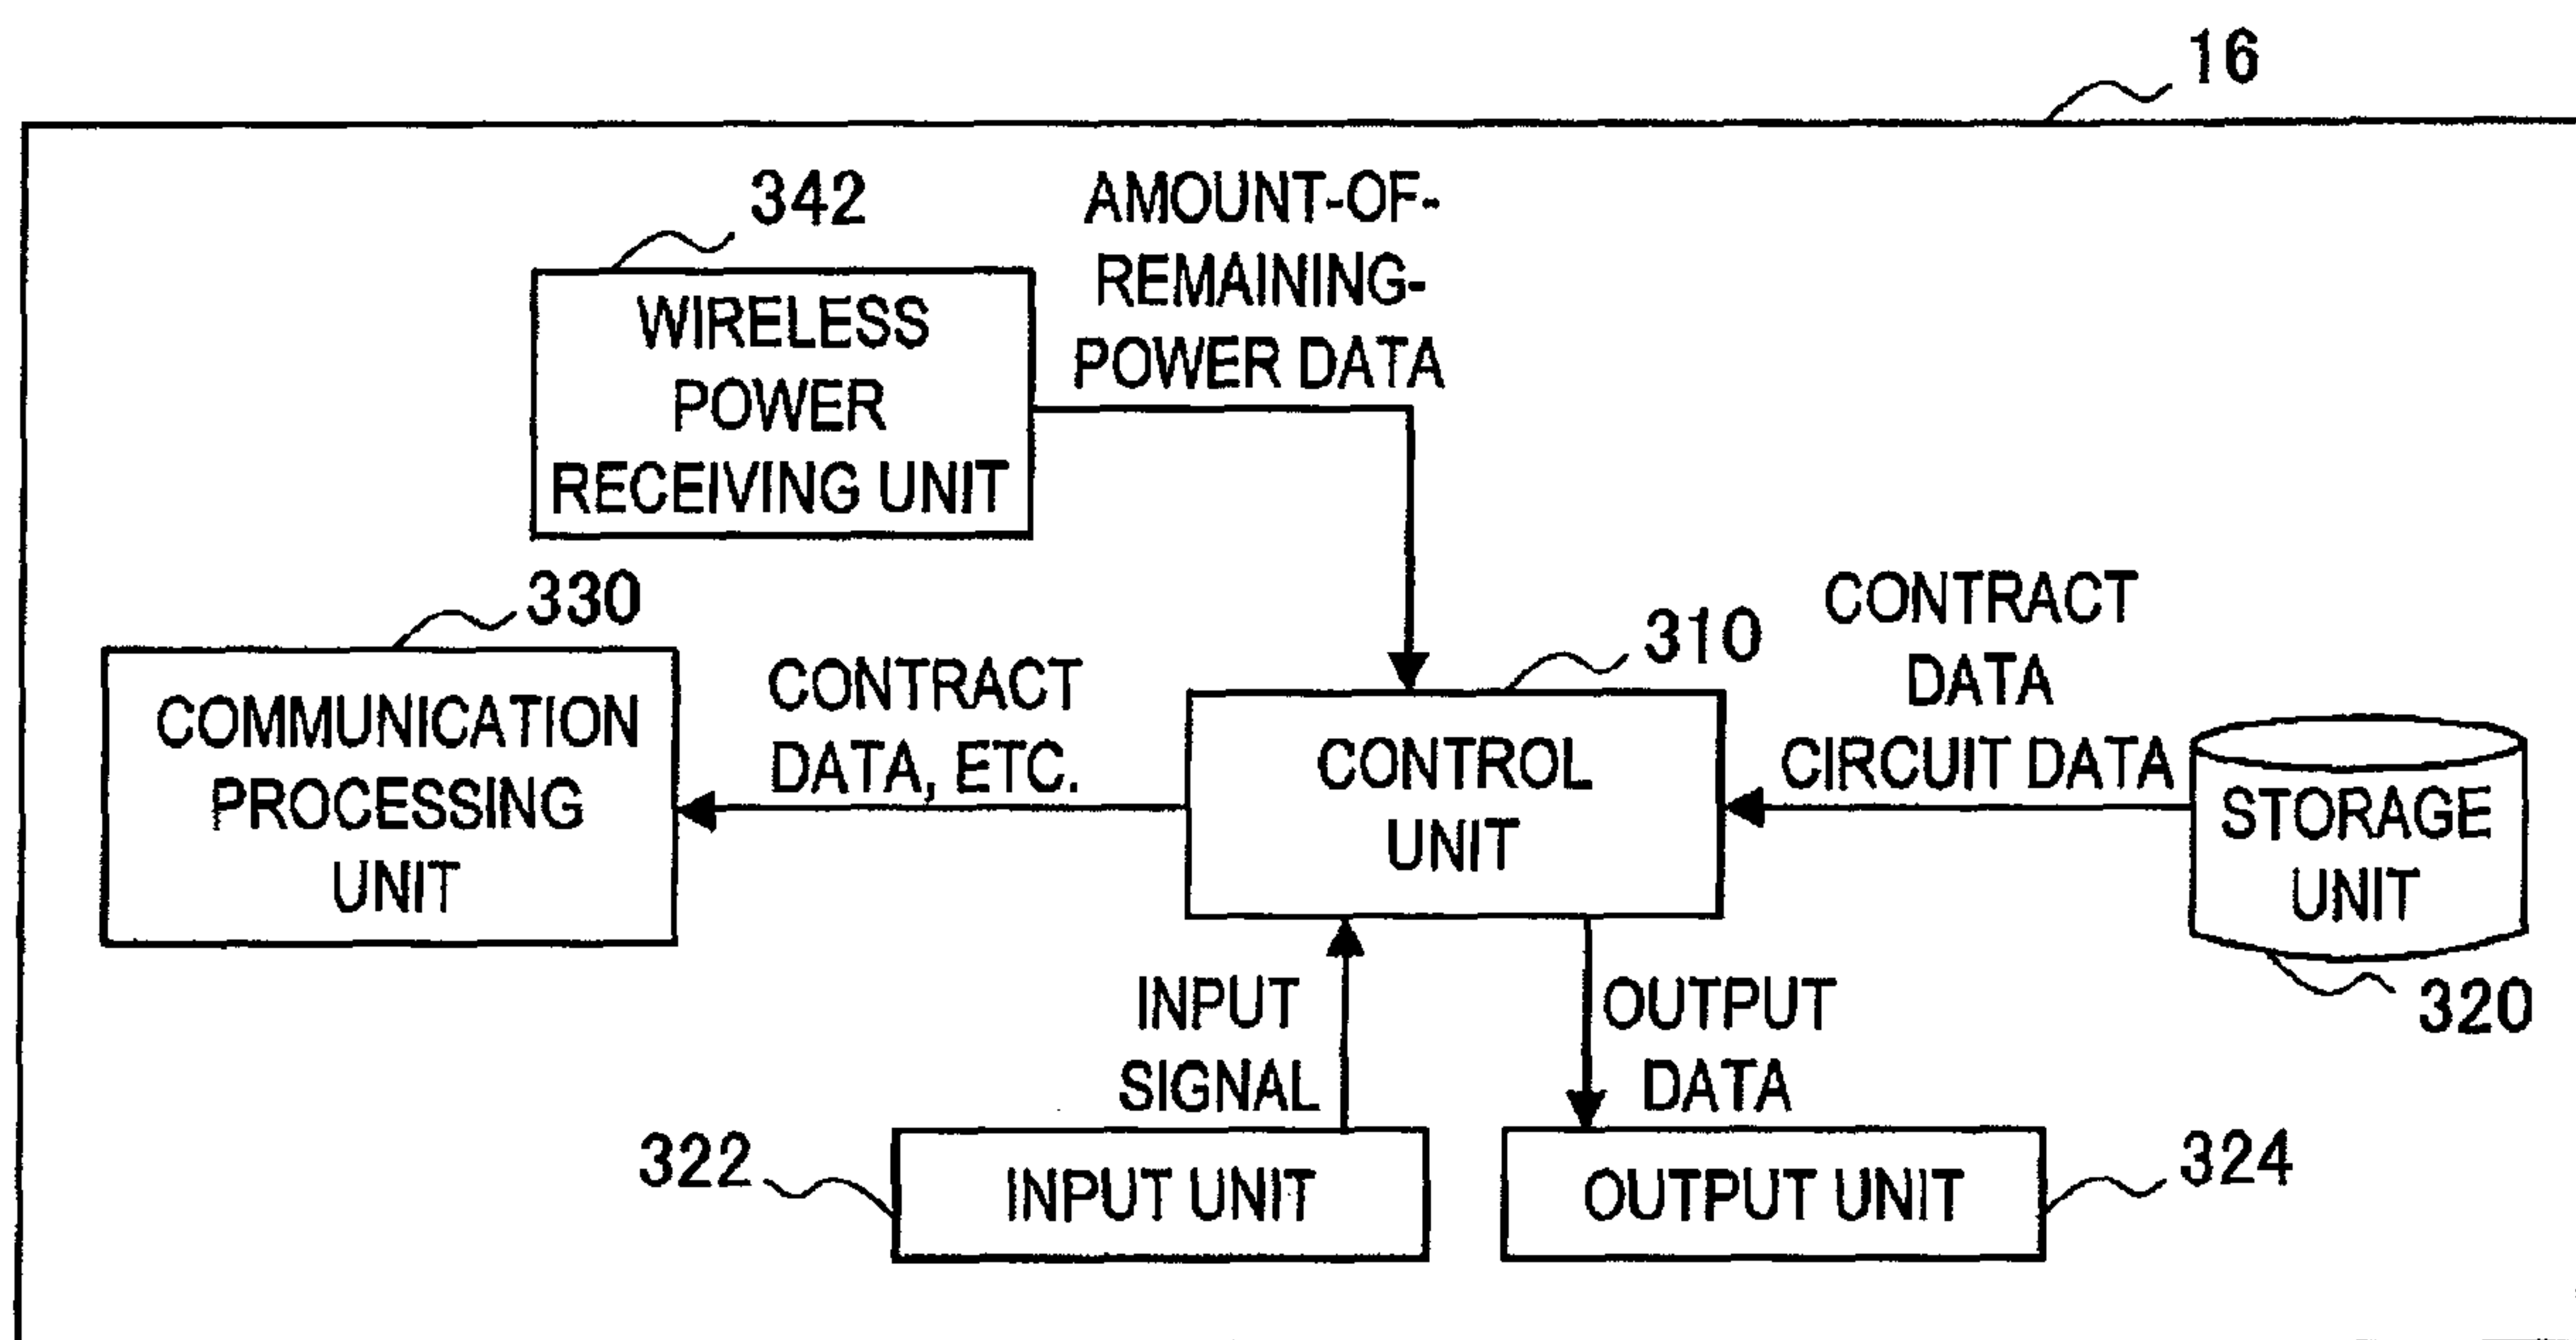 16
342
AMOUNT-OF-
REMAINING-
POWER DATA
WIRELESS
POWER
RECEIVING UNIT
330
COMMUNICATION
PROCESSING
UNIT
CONTRACT
DATA, ETC.
310
CONTROL
UNIT
CONTRACT
DATA
CIRCUIT DATA
STORAGE
UNIT
320
INPUT
SIGNAL
OUTPUT
DATA
322
INPUT UNIT
OUTPUT UNIT
324